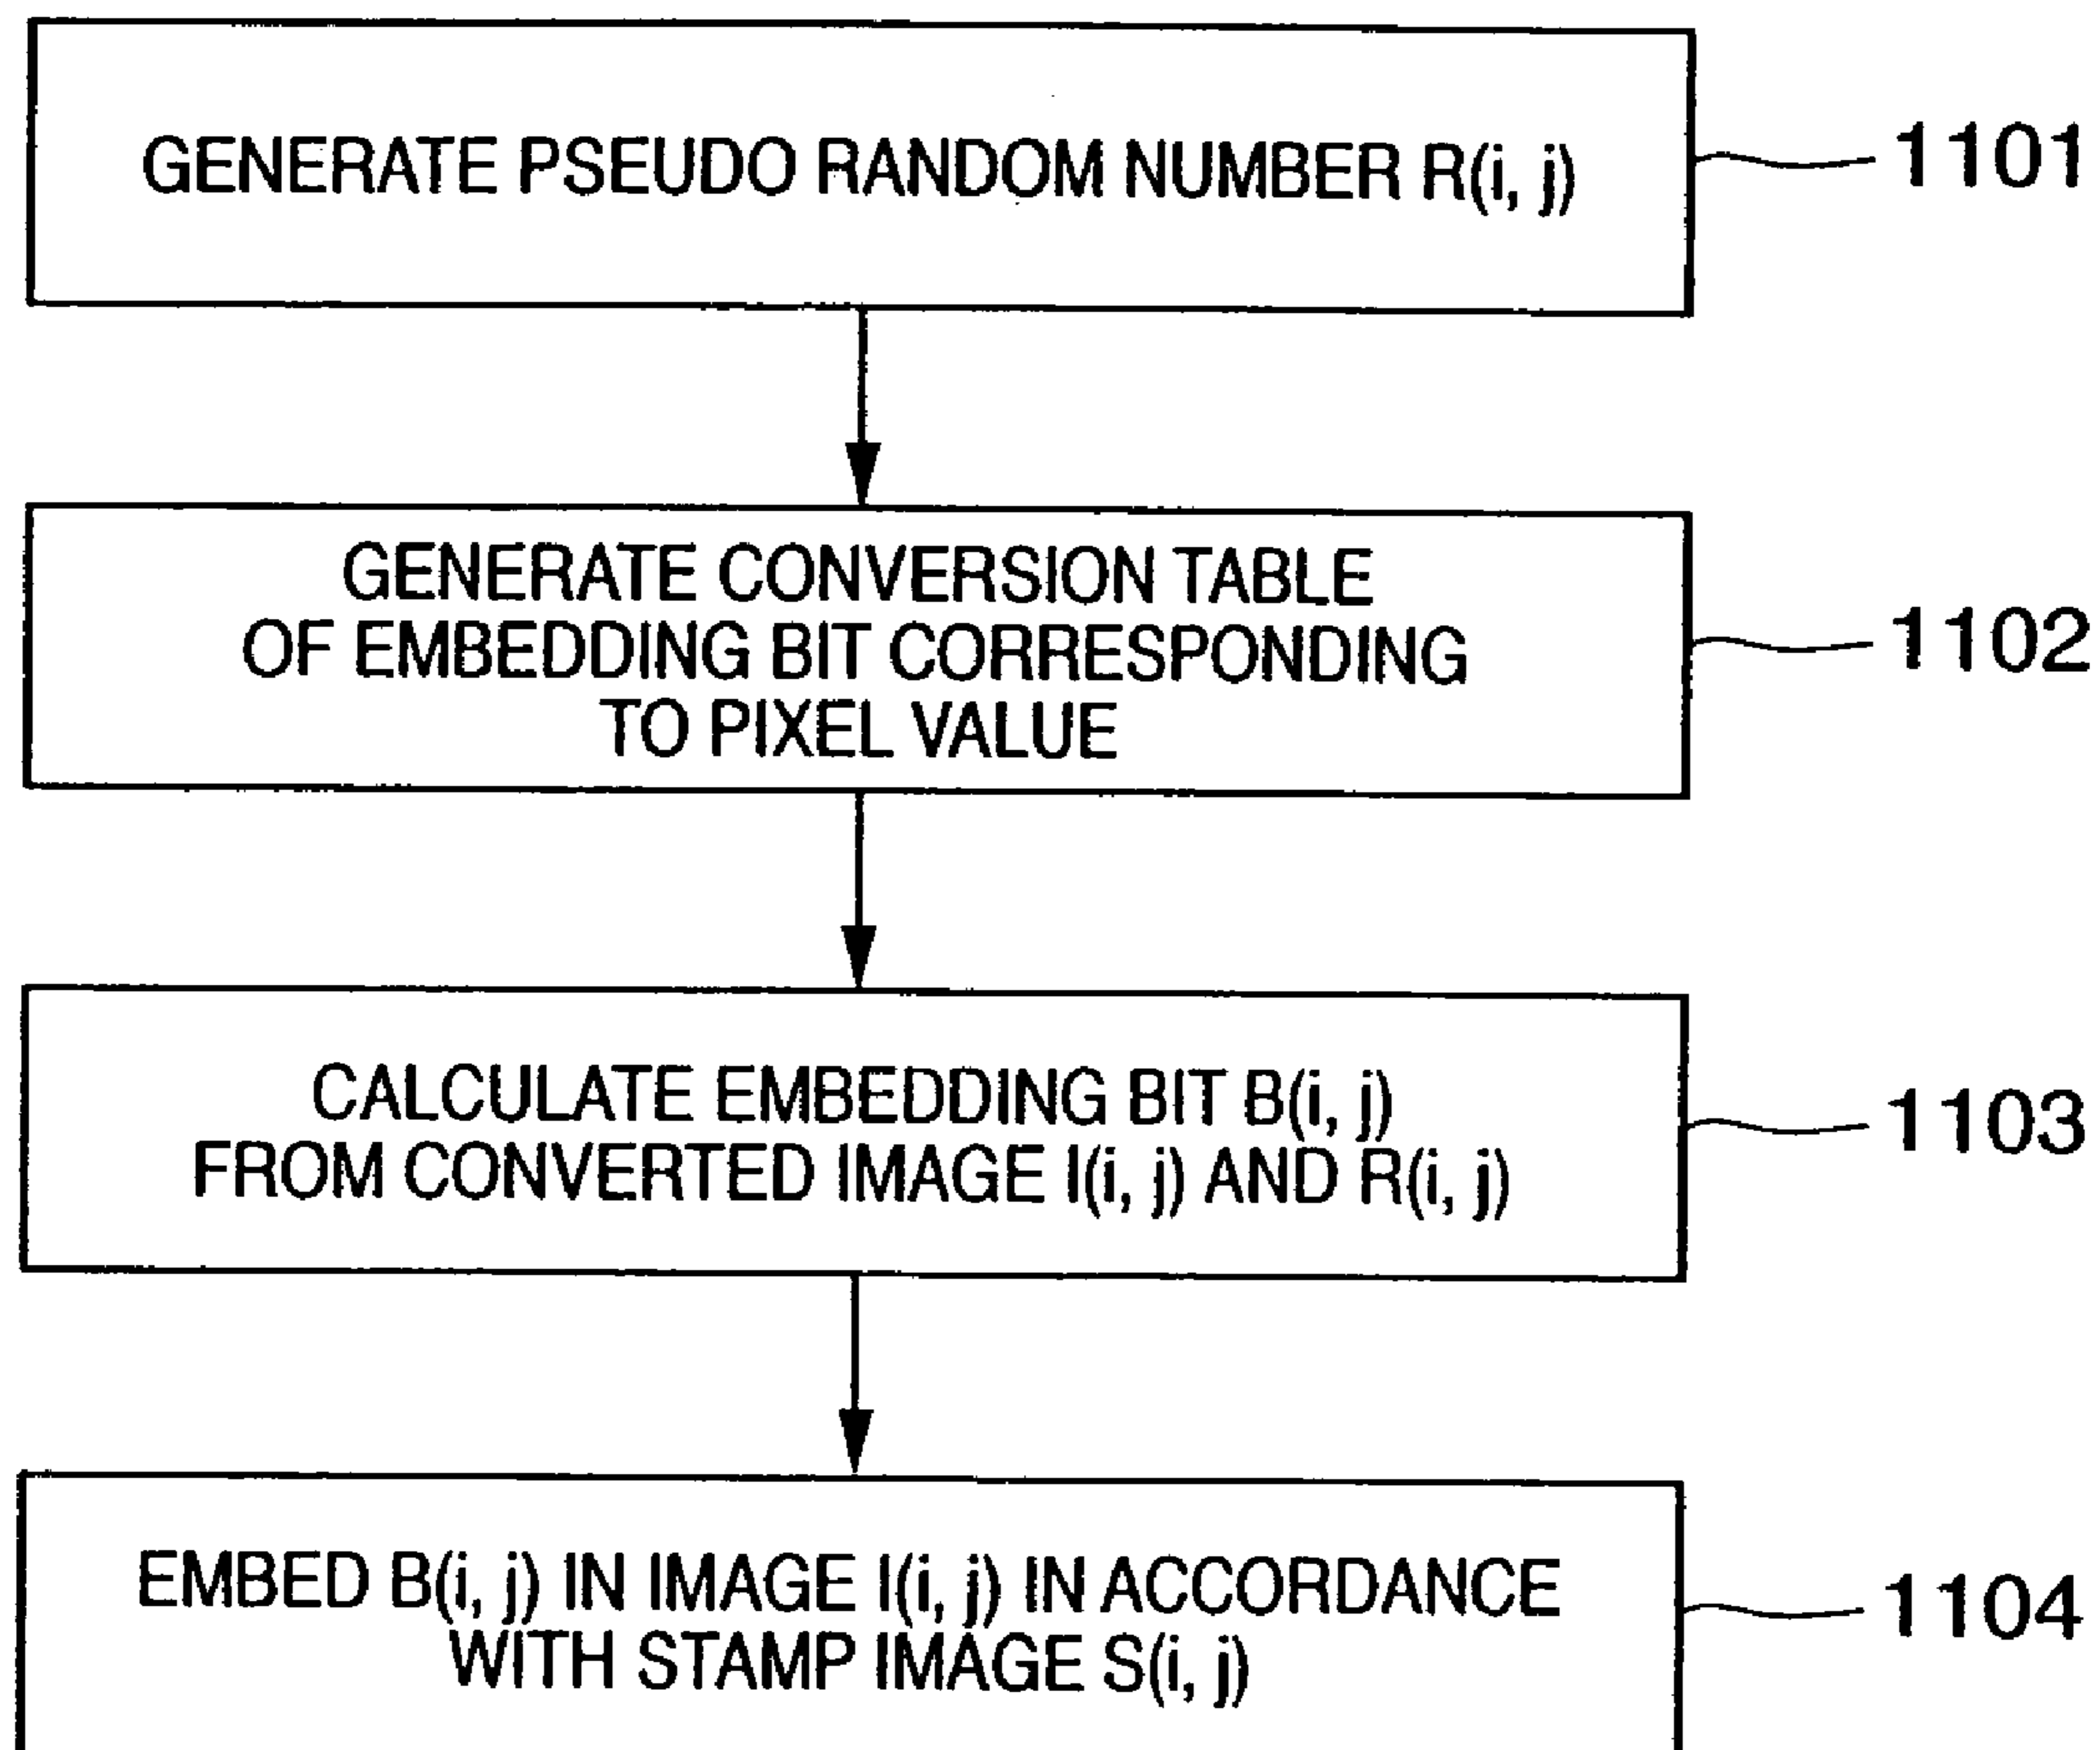 GENERATE PSEUDO RANDOM NUMBER R(i, j)
1101
GENERATE CONVERSION TABLE
OF EMBEDDING BIT CORRESPONDING
TO PIXEL VALUE
1102
CALCULATE EMBEDDING BIT B(i, j)
FROM CONVERTED IMAGE I(i, j) AND R(i, j)
1103
EMBED B(i, j) IN IMAGE I(i, j) IN ACCORDANCE
WITH STAMP IMAGE S(i, j)
1104